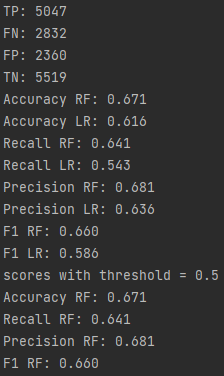 TP: 5047
FN: 2832
FP: 2360
TN: 5519
Accuracy RF: 0.671
Accuracy LR: 0.616
Recall RF: 0.641
Recall LR: 0.543
Precision RF: 0.681
Precision LR: 0.636
F1 RF: 0.660
F1 LR: 0.586
scores with threshold = 0.5
Accuracy RF: 0.671
Recall RF: 0.641
Precision RF: 0.681
F1 RF: 0.660